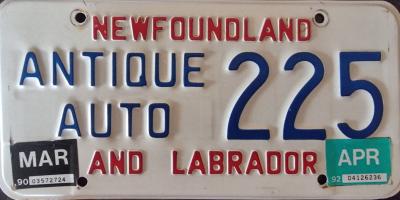 NEWFOUNDLAND
ANTIQUE
AUTO
225
MAR
90 03572724
AND LABRADOR
APR
92 04126236